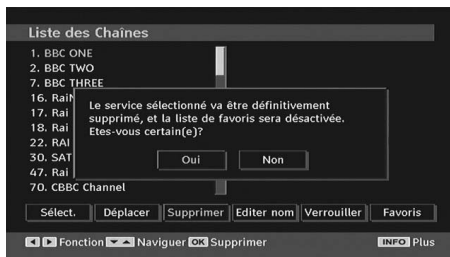 Liste des Chaînes
1. BBC ONE
2. BBC TWO
7. BBC THREE
16. Rai
17. Rai
18. Rai
22. RAI
30. SAT
47. Rai
70. CBBC Channel
Le service sélectionné va être définitivement
supprimé, et la liste de favoris sera désactivée.
Etes-vous certain(e)?
Oui Non
Sélect. Déplacer Supprimer Editer nom Verrouiller Favoris
Fonction Naviguer OK Supprimer INFO Plus